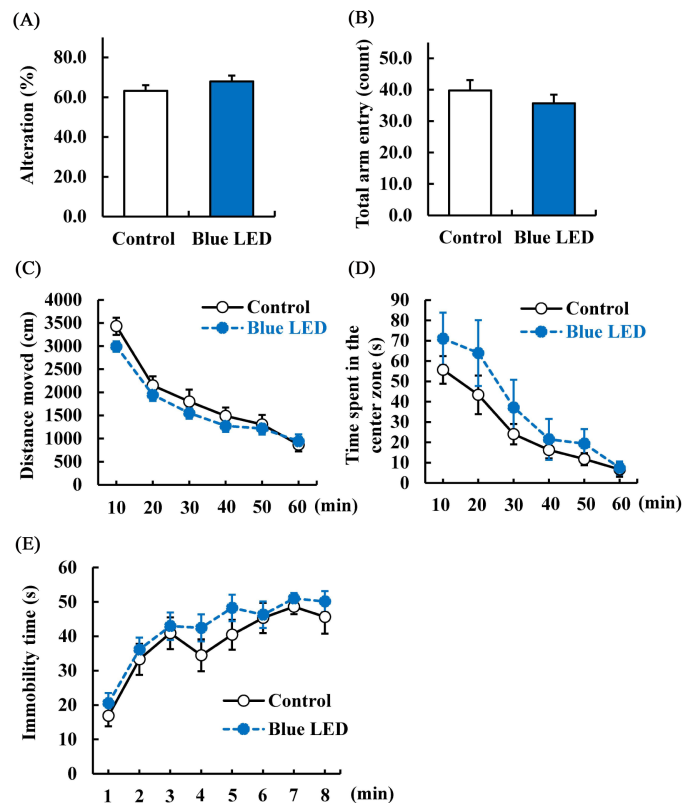 (A)
Alteration (%)
80.0
60.0
40.0
20.0
0.0
Control Blue LED
(B)
Total arm entry (count)
50.0
40.0
30.0
20.0
10.0
0.0
Control Blue LED
(C)
Distance moved (cm)
4000
3500
3000
2500
2000
1500
1000
500
0
Control
Blue LED
10 20 30 40 50 60 (min)
(D)
Time spent in the
center zone (s)
90
80
70
60
50
40
30
20
10
0
Control
Blue LED
10 20 30 40 50 60 (min)
(E)
Immobility time (s)
60
50
40
30
20
10
0
Control
Blue LED
1 2 3 4 5 6 7 8 (min)